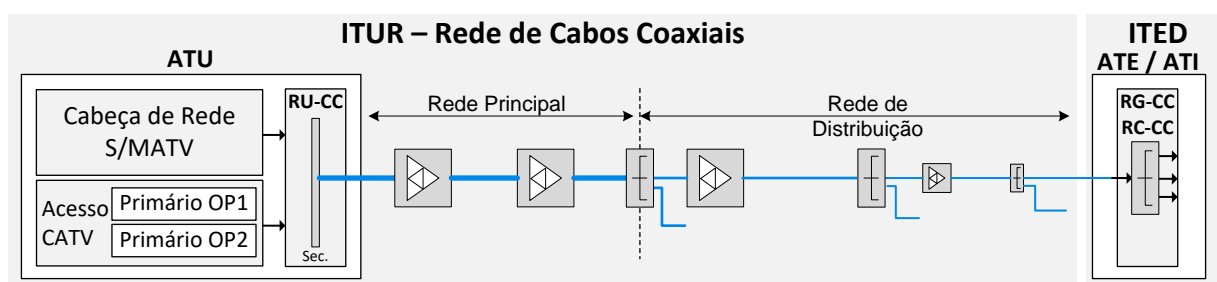 ITUR – Rede de Cabos Coaxiais
ITED
ATU
ATE / ATI
Cabeça de Rede
S/MATV
RU-CC
Rede Principal
Rede de
Distribuição
RG-CC
RC-CC
Acesso
CATV
Primário OP1
Primário OP2
Sec.